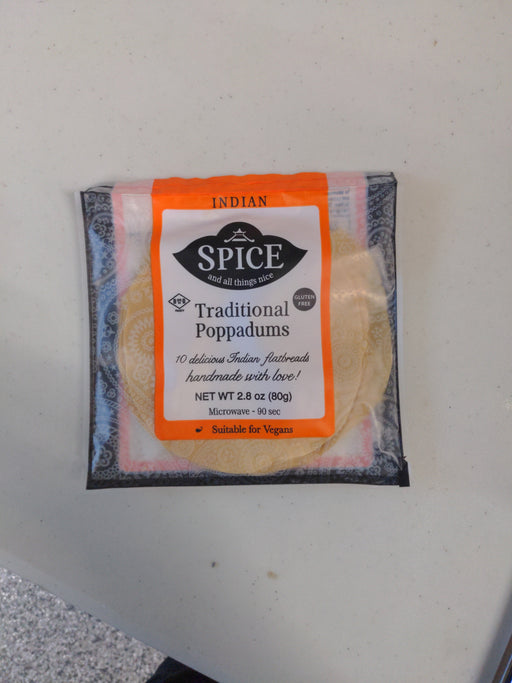 INDIAN
SPICE
and all things nice
GLUTEN
FREE
Traditional
Poppadums
10 delicious Indian flatbreads
handmade with love!
NET WT 2.8 oz (80g)
Microwave - 90 sec
Suitable for Vegans